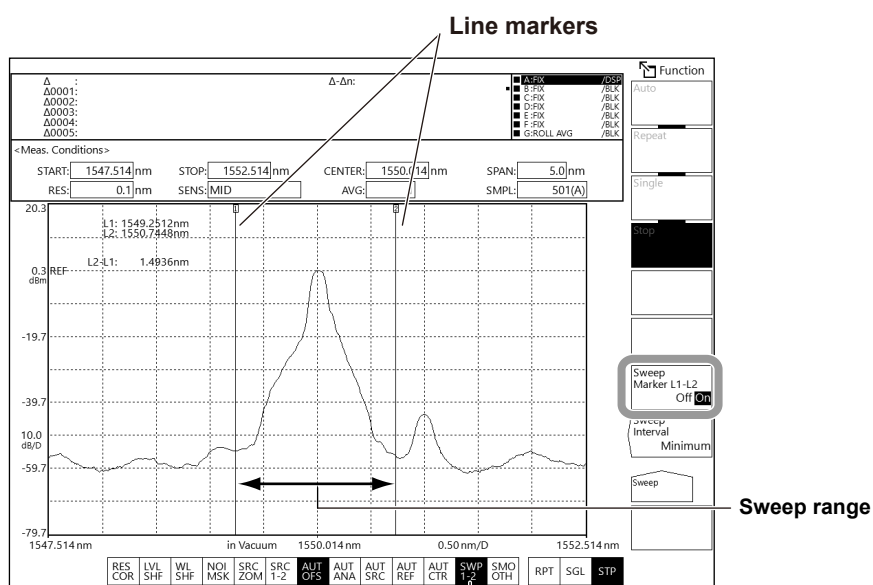 Line markers
Function
Δ :
Δ0001:
Δ0002:
Δ0003:
Δ0004:
Δ0005:
Δ-Δn:
A:FIX /DSP
B :FIX /BLK
C :FIX /BLK
D:FIX /BLK
E :FIX /BLK
F :FIX /BLK
G:ROLL AVG /BLK
<Meas. Conditions>
START: 1547.514 nm STOP: 1552.514 nm CENTER: 1550.014 nm SPAN: 5.0 nm
RES: 0.1 nm SENS: MID AVG: SMPL: 501(A)
20.3
1
2
L1: 1549.2512nm
L2: 1550.7448nm
L2-L1: 1.4936nm
0.3 REF
dBm
-19.7
-39.7
10.0
dB/D
-59.7
-79.7
1547.514 nm in Vacuum 1550.014 nm 0.50 nm/D 1552.514 nm
Auto
Repeat
Single
Stop
Sweep
Marker L1-L2
Off On
Sweep
Interval
Minimum
Sweep
Sweep range
RES COR
LVL SHF
WL SHF
NOI MSK
SRC ZOM
SRC 1-2
AUT OFS
AUT ANA
AUT SRC
AUT REF
AUT CTR
SWP 1-2
SMO OTH
RPT
SGL
STP